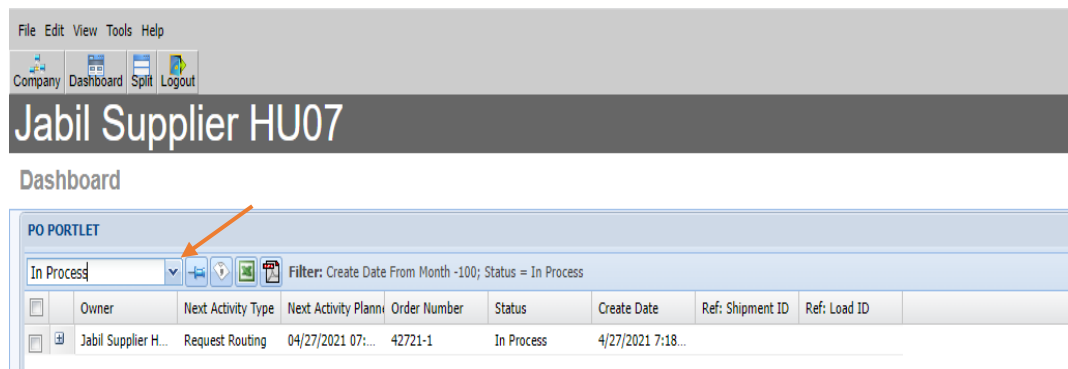 File Edit View Tools Help
Company Dashboard Split Logout
Jabil Supplier HU07
Dashboard
PO PORTLET
In Process Filter: Create Date From Month -100; Status = In Process
Owner Next Activity Type Next Activity Planne Order Number Status Create Date Ref: Shipment ID Ref: Load ID
Jabil Supplier H... Request Routing 04/27/2021 07:... 42721-1 In Process 4/27/2021 7:18...